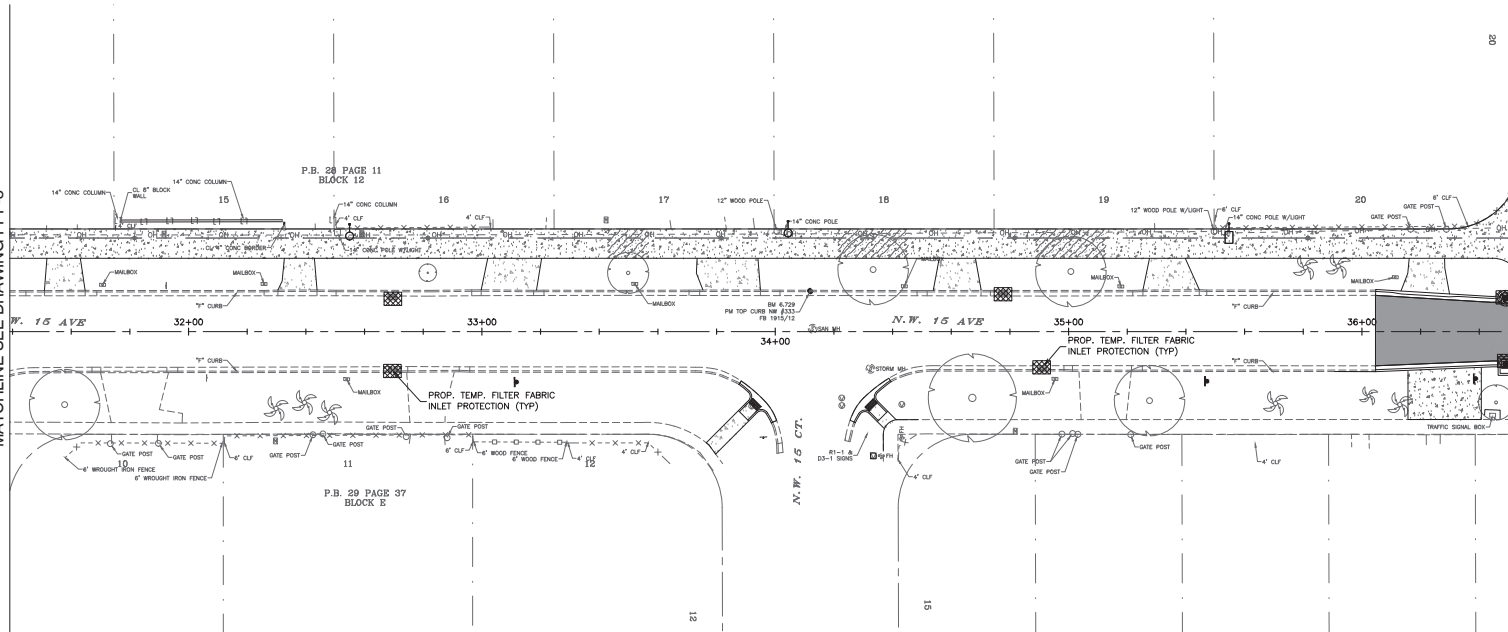 20
P.B. 28 PAGE 11
BLOCK 12
14" CONC COLUMN
CL 8" BLOCK
WALL
14" CONC COLUMN
15
16
17
18
19
20
4' CLF
14" CONC COLUMN
4' CLF
4' CLF
12" WOOD POLE
14" CONC POLE
12" WOOD POLE W/LIGHT
6' CLF
14" CONC POLE W/LIGHT
GATE POST
GATE POST
6' CLF
14" CONC POLE W/LIGHT
MAILBOX
MAILBOX
MAILBOX
MAILBOX
MAILBOX
MAILBOX
"F" CURB
"F" CURB
BM 6.729
FB 1915/12
W. 15 AVE
N.W. 15 AVE
32+00
33+00
34+00
35+00
36+00
SAN MH
STORM MH
"F" CURB
"F" CURB
PROP. TEMP. FILTER FABRIC
INLET PROTECTION (TYP)
PROP. TEMP. FILTER FABRIC
INLET PROTECTION (TYP)
MAILBOX
MAILBOX
TRAFFIC SIGNAL BOX
N.W. 15 CT.
R1-1 &
D3-1 SIGNS
FH
FH
GATE POST
GATE POST
GATE POST
GATE POST
GATE POST
6' CLF
6' CLF
6' WOOD FENCE
6' WOOD FENCE
4' CLF
4' CLF
4' CLF
GATE POST
GATE POST
GATE POST
4' CLF
6' WROUGHT IRON FENCE
6' WROUGHT IRON FENCE
10
11
12
P.B. 29 PAGE 37
BLOCK E
12
15